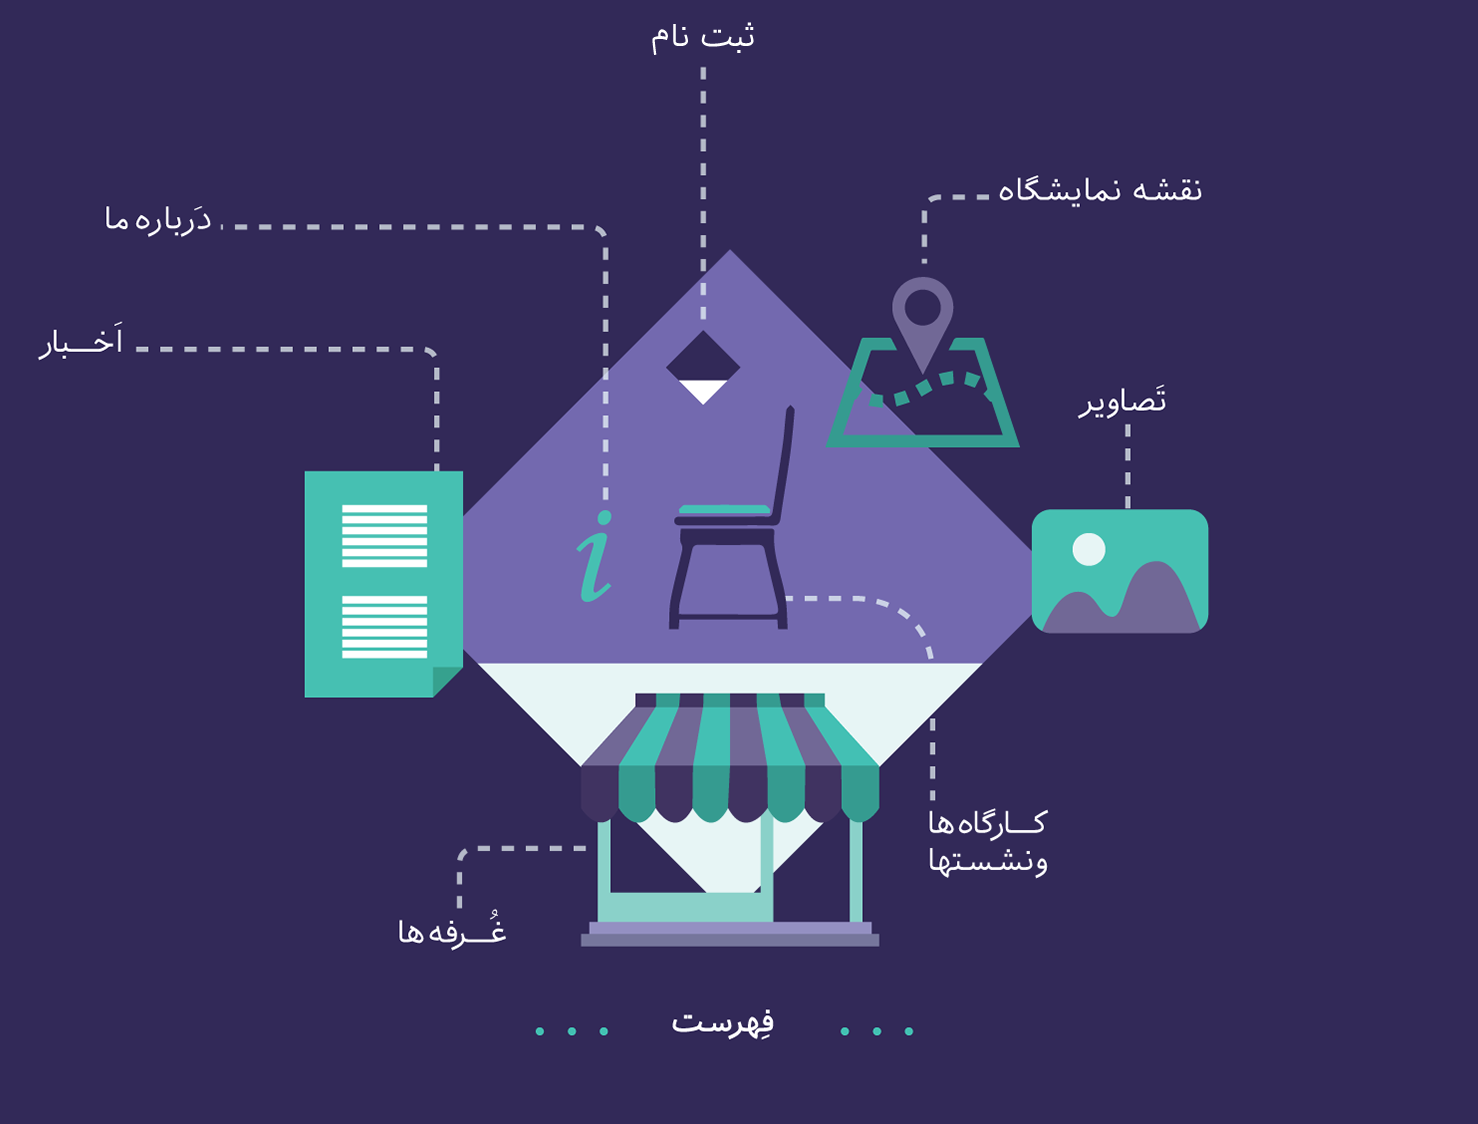 ثبت نام
نقشه نمایشگاه
دَرباره ما
اَخـــبار
تَصاویر
کـــارگاه ها
ونشستها
غُـــرفه ها
فِهرست